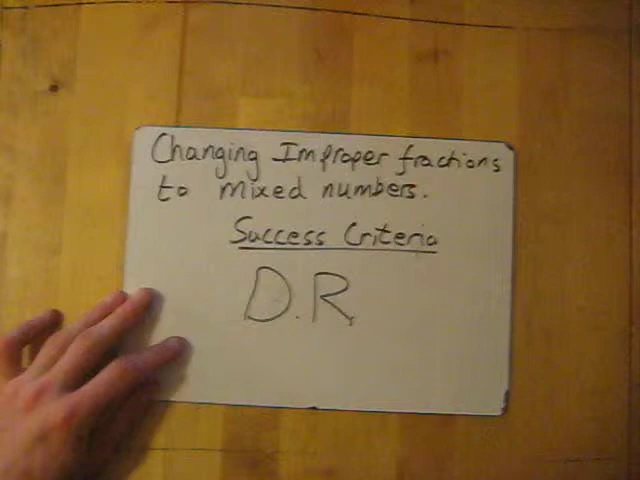 Changing Improper fractions
to mixed numbers.
Success Criteria
D.R